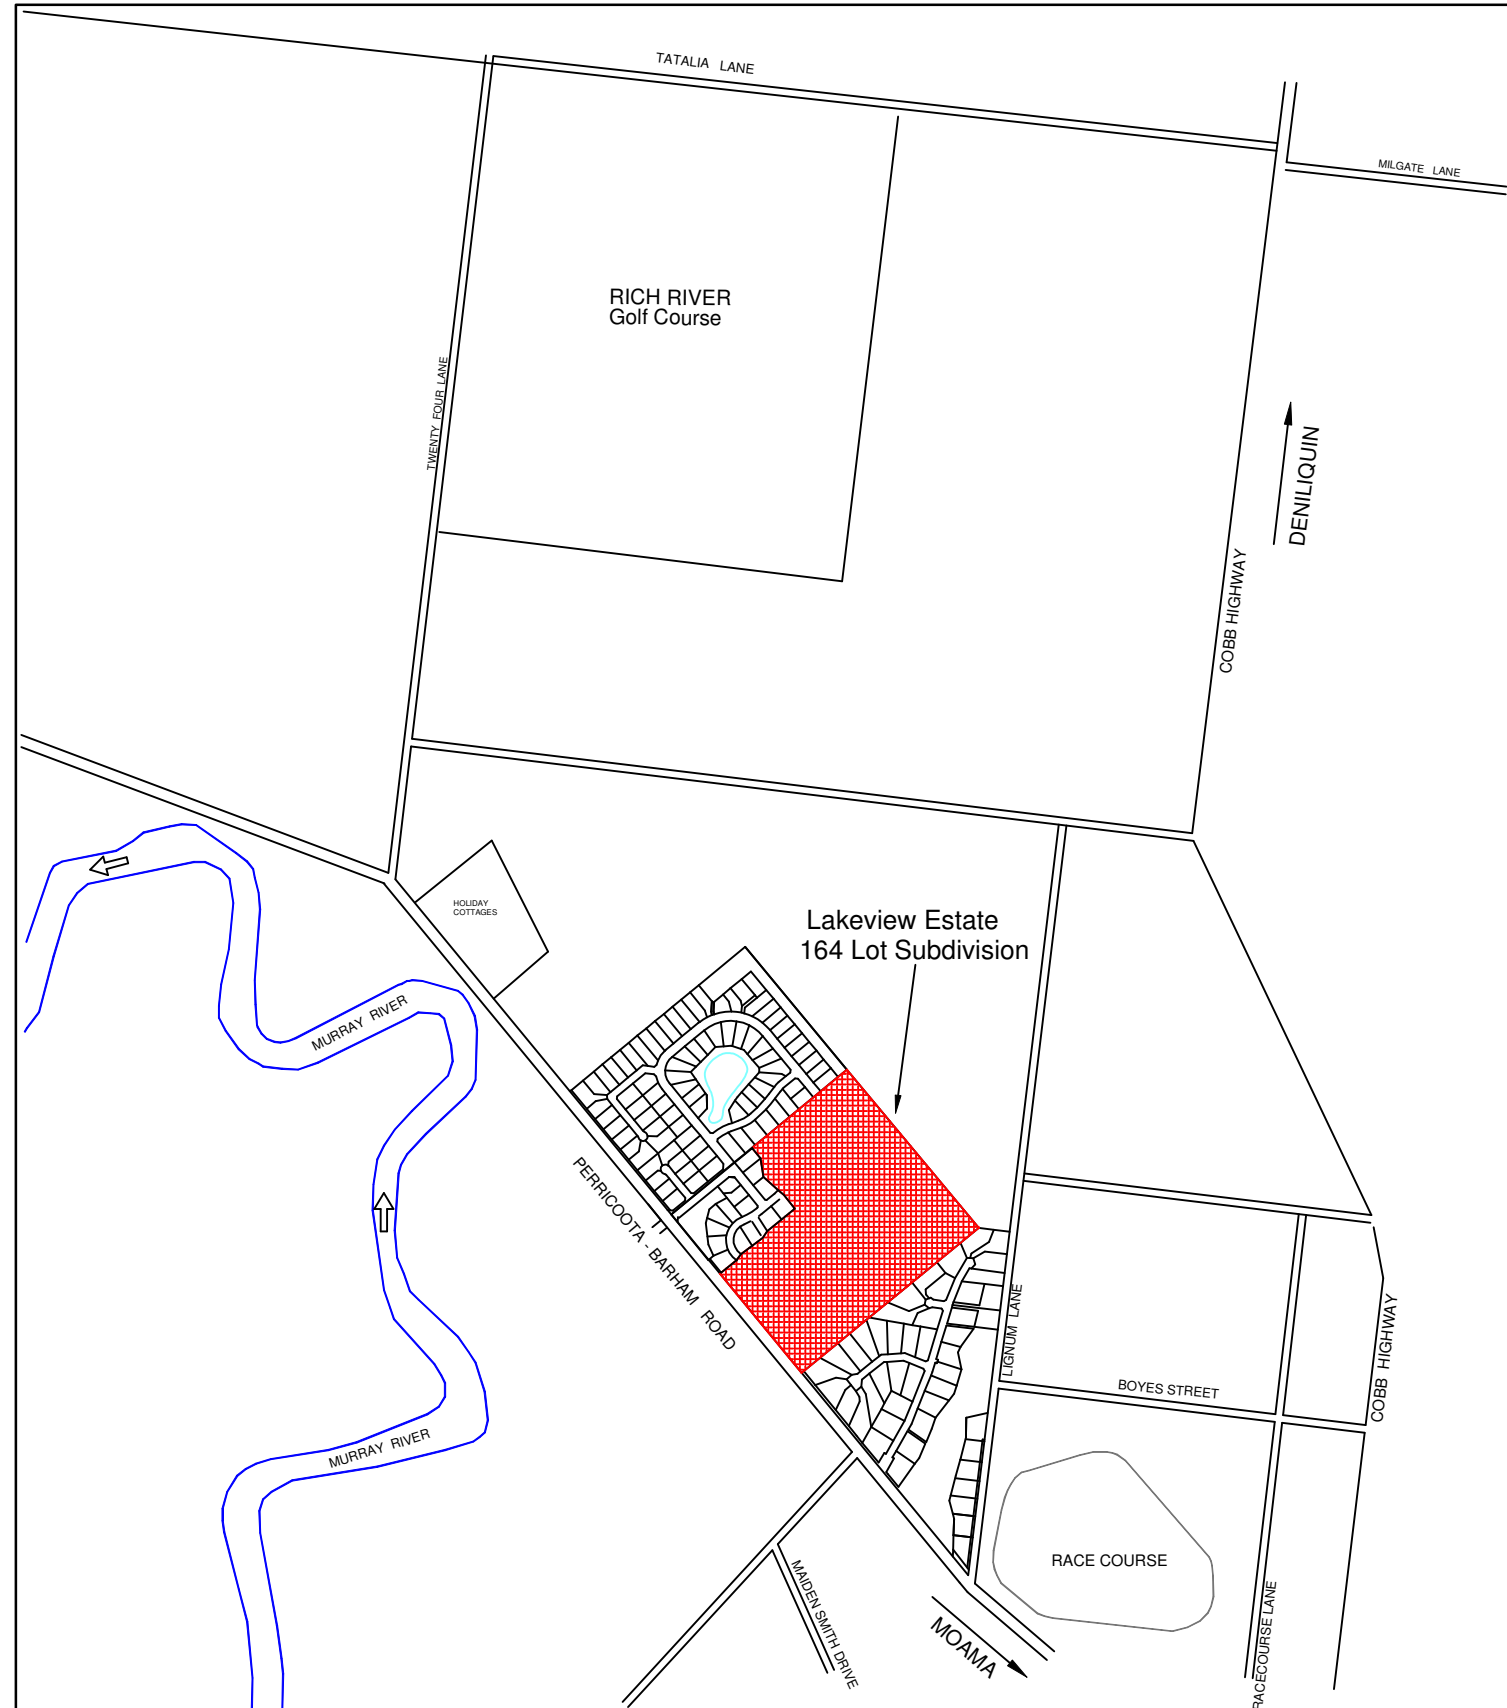 TATALIA LANE
MILGATE LANE
RICH RIVER
Golf Course
TWENTY FOUR LANE
DENILIQUIN
COBB HIGHWAY
HOLIDAY
COTTAGES
Lakeview Estate
164 Lot Subdivision
MURRAY RIVER
PERRICOOTA - BARHAM ROAD
LIGNUM LANE
COBB HIGHWAY
BOYES STREET
MURRAY RIVER
RACE COURSE
MAIDEN SMITH DRIVE
MOAMA
RACECOURSE LANE